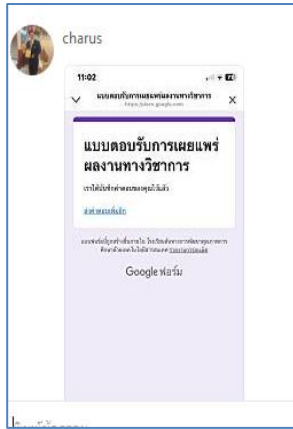 charus
11:02
แบบตอบรับการเผยแพร่ผลงานทางวิชาการ
https://docs.google.com
แบบตอบรับการเผยแพร่
ผลงานทางวิชาการ
เราได้บันทึกคำตอบของคุณไว้แล้ว
ส่งคำตอบเพิ่มอีก
Google ฟอร์ม